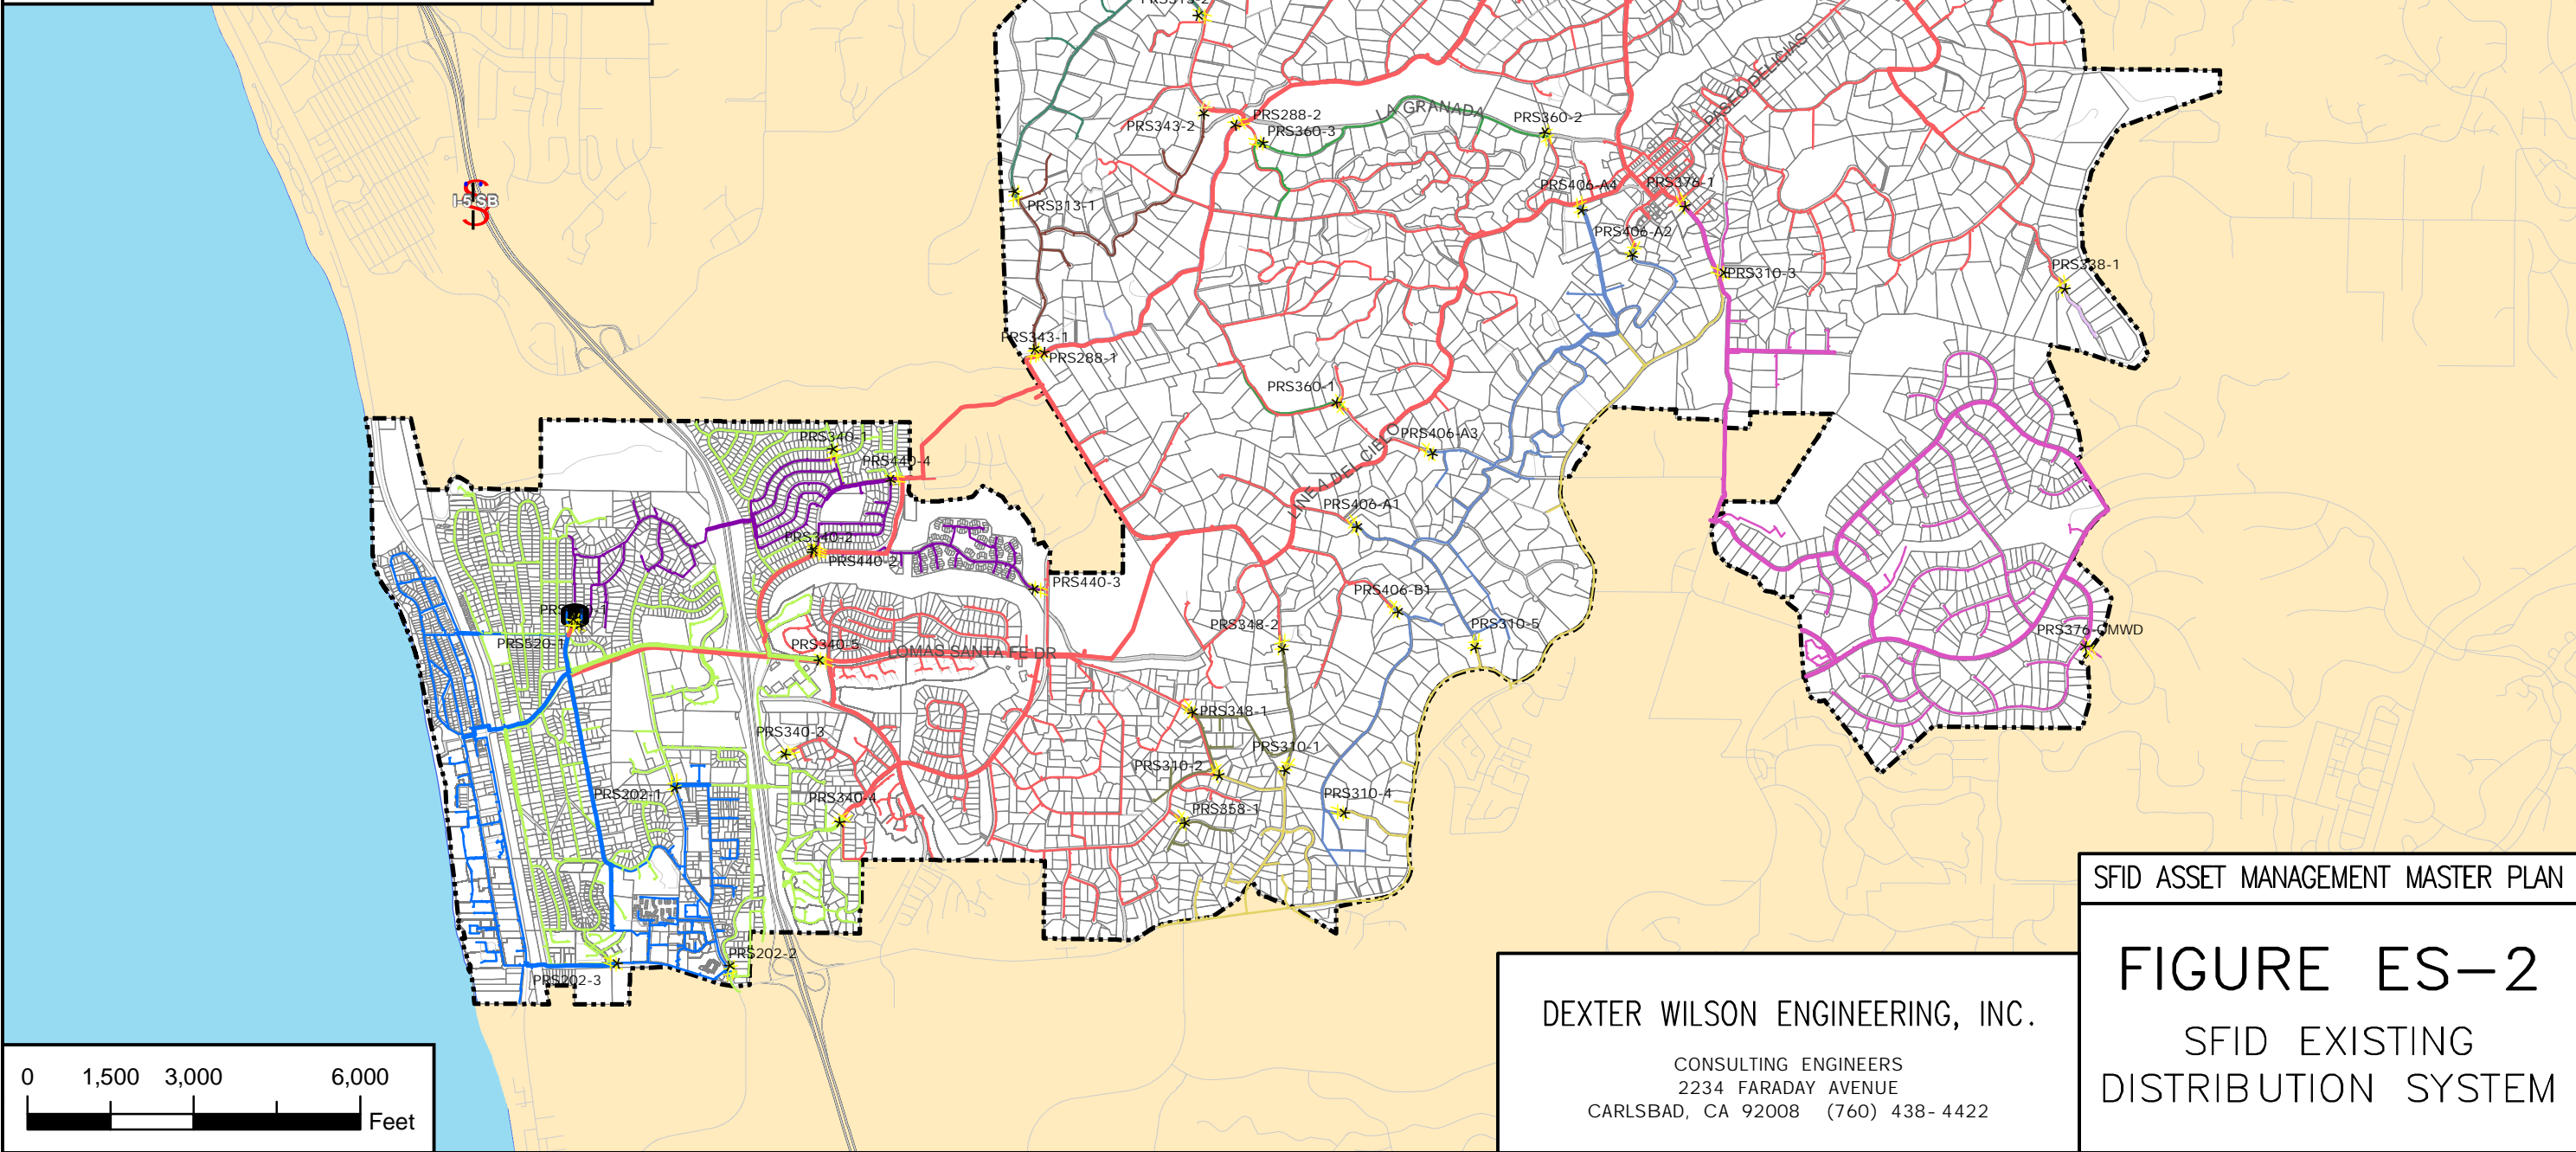 LA GRANADA
PASEO DELICIAS
PRS288-2
PRS343-2
PRS360-3
PRS360-2
PRS406-A4
PRS376-1
I-5 SB
PRS313-1
PRS406-A2
PRS310-3
PRS338-1
PRS343-1
PRS288-1
PRS360-1
PRS340-1
PRS406-A3
PRS440-4
LINEA DEL CIELO
PRS406-A1
PRS340-2
PRS440-2
PRS440-3
PRS406-B1
PRS348-2
PRS310-5
PRS376-OMWD
PRS520-1
PRS340-5
LOMAS SANTA FE DR
PRS348-1
PRS340-3
PRS310-1
PRS310-2
PRS202-1
PRS340-4
PRS310-4
PRS358-1
PRS202-2
PRS202-3
SFID ASSET MANAGEMENT MASTER PLAN
FIGURE ES-2
SFID EXISTING
DISTRIBUTION SYSTEM
DEXTER WILSON ENGINEERING, INC.
CONSULTING ENGINEERS
2234 FARADAY AVENUE
CARLSBAD, CA 92008 (760) 438-4422
0 1,500 3,000 6,000
Feet